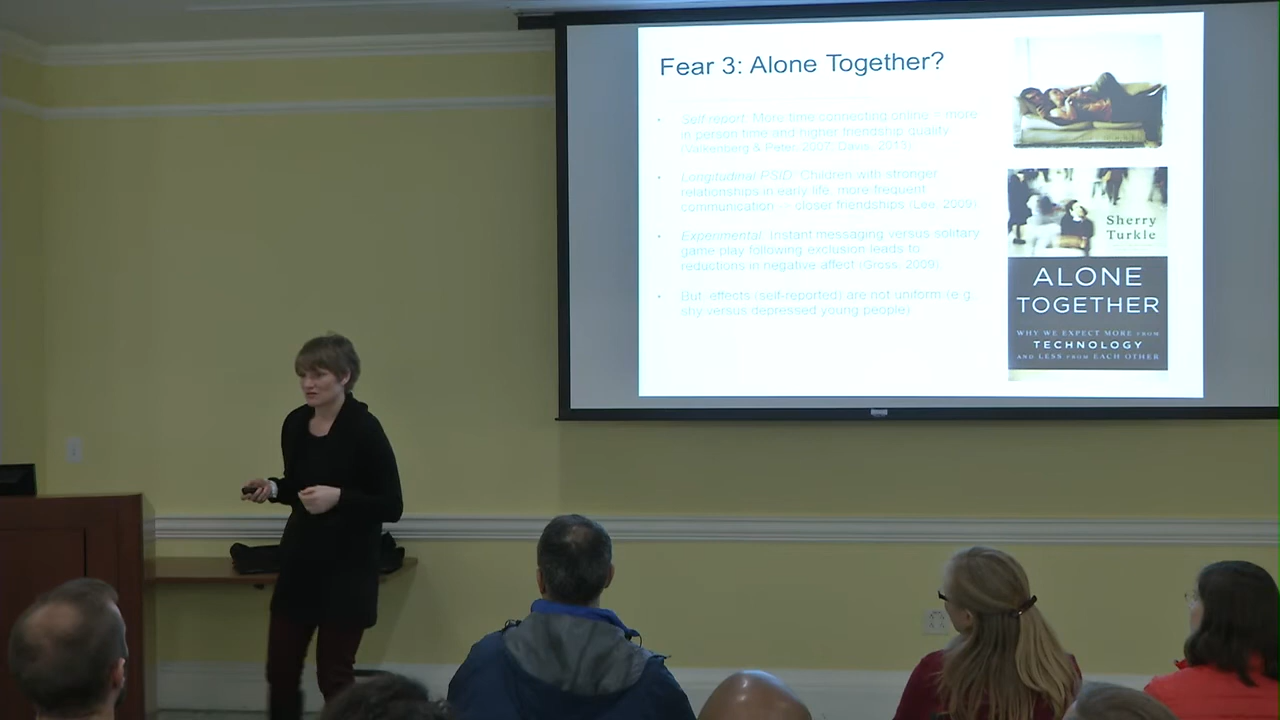 Fear 3: Alone Together?
• Self report: More time connecting online = more
in person time and higher friendship quality
(Valkenberg & Peter, 2007; Davis, 2013)
• Longitudinal PSID: Children with stronger
relationships in early life, more frequent
communication → closer friendships (Lee, 2009)
• Experimental: Instant messaging versus solitary
game play following exclusion leads to
reductions in negative affect (Gross, 2009)
• But: effects (self-reported) are not uniform (e.g.
shy versus depressed young people)
Sherry
Turkle
ALONE
TOGETHER
WHY WE EXPECT MORE FROM
TECHNOLOGY
AND LESS FROM EACH OTHER